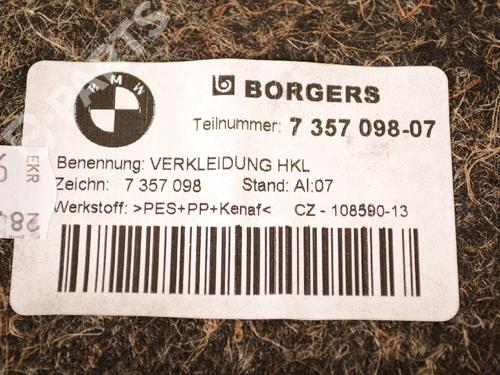 BMW
BORGERS
Teilnummer: 7 357 098-07
Benennung: VERKLEIDUNG HKL
Zeichn: 7 357 098 Stand: AI:07
Werkstoff: >PES+PP+Kenaf< CZ - 108590-13
EKR